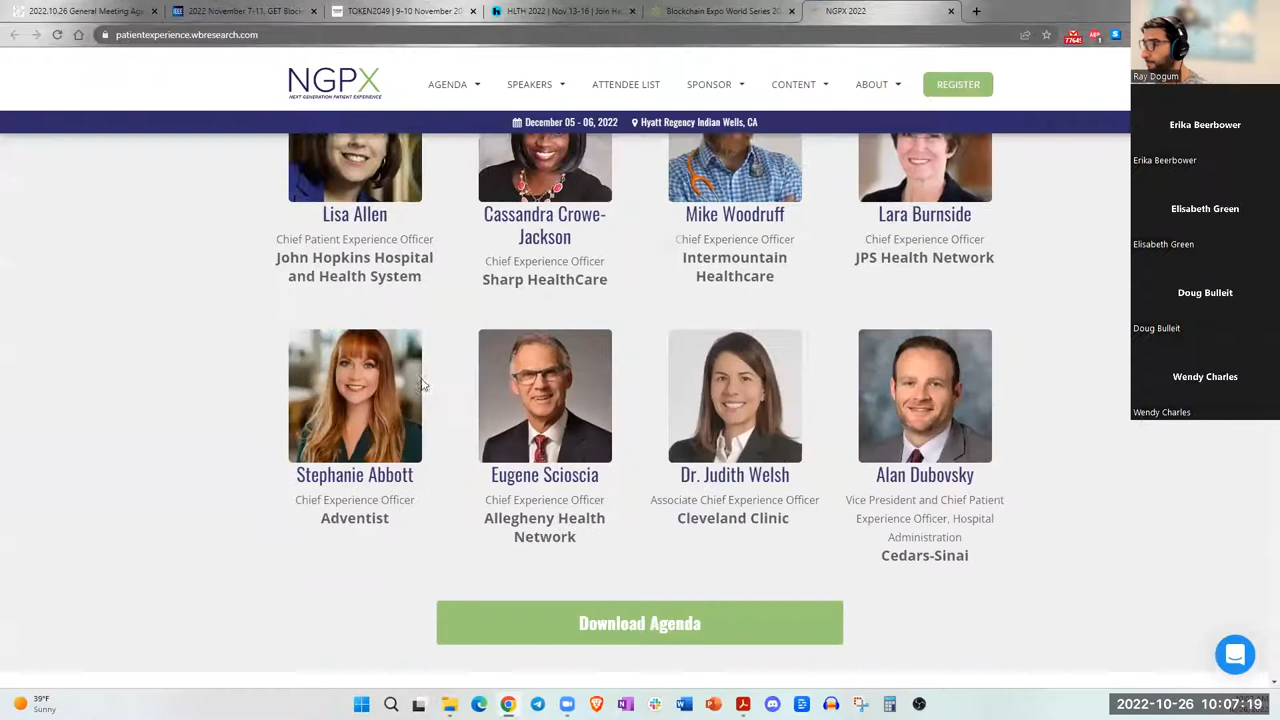 2022.10.26 General Meeting Agen
2022 November 7-11, GET Block
TOKEN2049 | 9-10 November 20
HLTH 2022 | Nov 13-16 | Join He
Blockchain Expo World Series 20
NGPX 2022
patientexperience.wbresearch.com
NGPX
NEXT GENERATION PATIENT EXPERIENCE
AGENDA
SPEAKERS
ATTENDEE LIST
SPONSOR
CONTENT
ABOUT
REGISTER
December 05 - 06, 2022
Hyatt Regency Indian Wells, CA
Lisa Allen
Chief Patient Experience Officer
John Hopkins Hospital
and Health System
Cassandra Crowe-
Jackson
Chief Experience Officer
Sharp HealthCare
Mike Woodruff
Chief Experience Officer
Intermountain
Healthcare
Lara Burnside
Chief Experience Officer
JPS Health Network
Stephanie Abbott
Chief Experience Officer
Adventist
Eugene Scioscia
Chief Experience Officer
Allegheny Health
Network
Dr. Judith Welsh
Associate Chief Experience Officer
Cleveland Clinic
Alan Dubovsky
Vice President and Chief Patient
Experience Officer, Hospital
Administration
Cedars-Sinai
Download Agenda
Ray Dogum
Erika Beerbower
Erika Beerbower
Elisabeth Green
Elisabeth Green
Doug Bulleit
Doug Bulleit
Wendy Charles
Wendy Charles
39°F
Sunny
2022-10-26 10:07:19